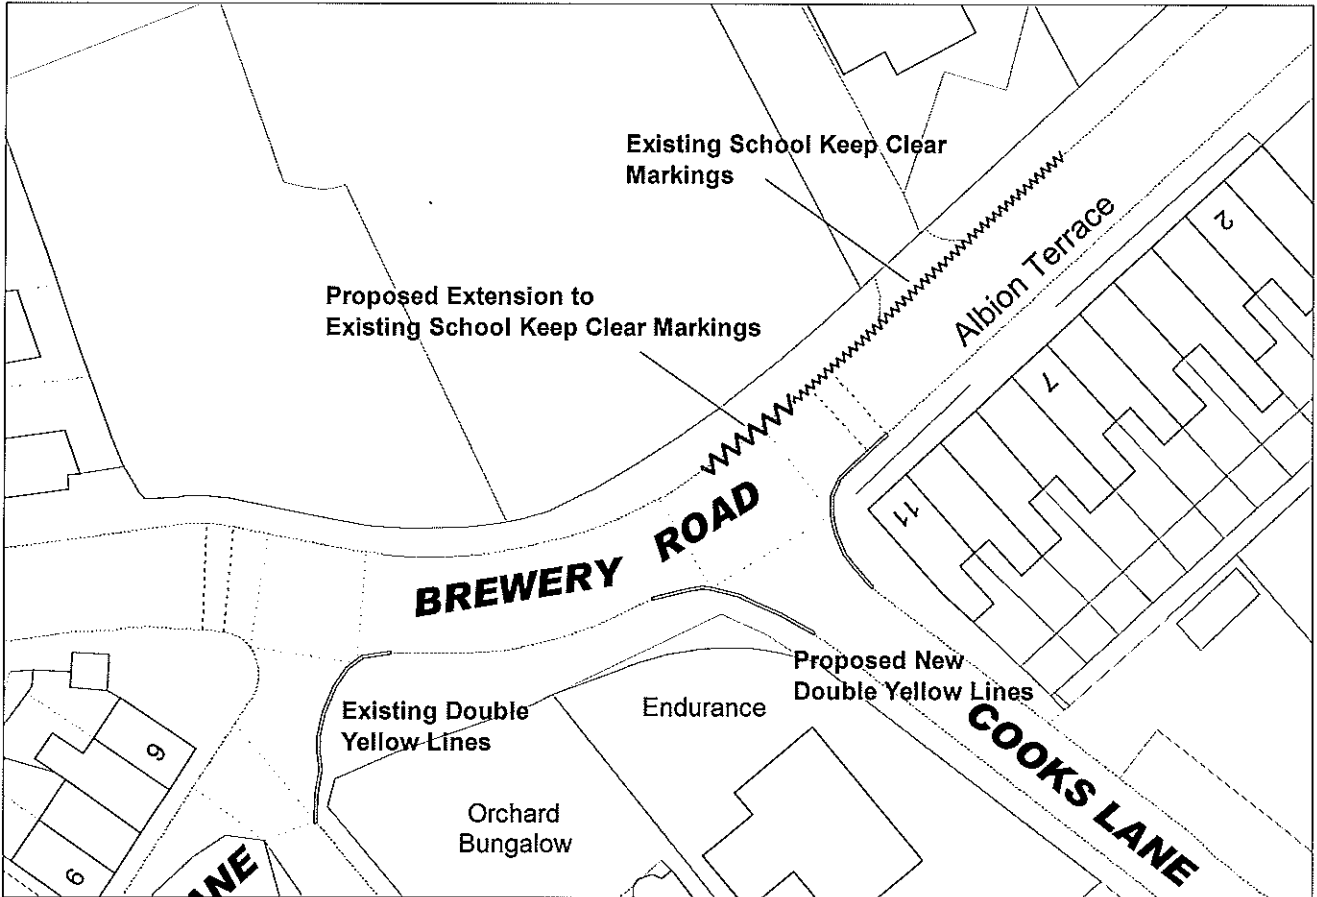 Existing School Keep Clear
Markings
2
Albion Terrace
Proposed Extension to
Existing School Keep Clear Markings
7
11
BREWERY ROAD
Proposed New
Double Yellow Lines
Endurance
Existing Double
Yellow Lines
COOKS LANE
9
Orchard
Bungalow
6
ANE